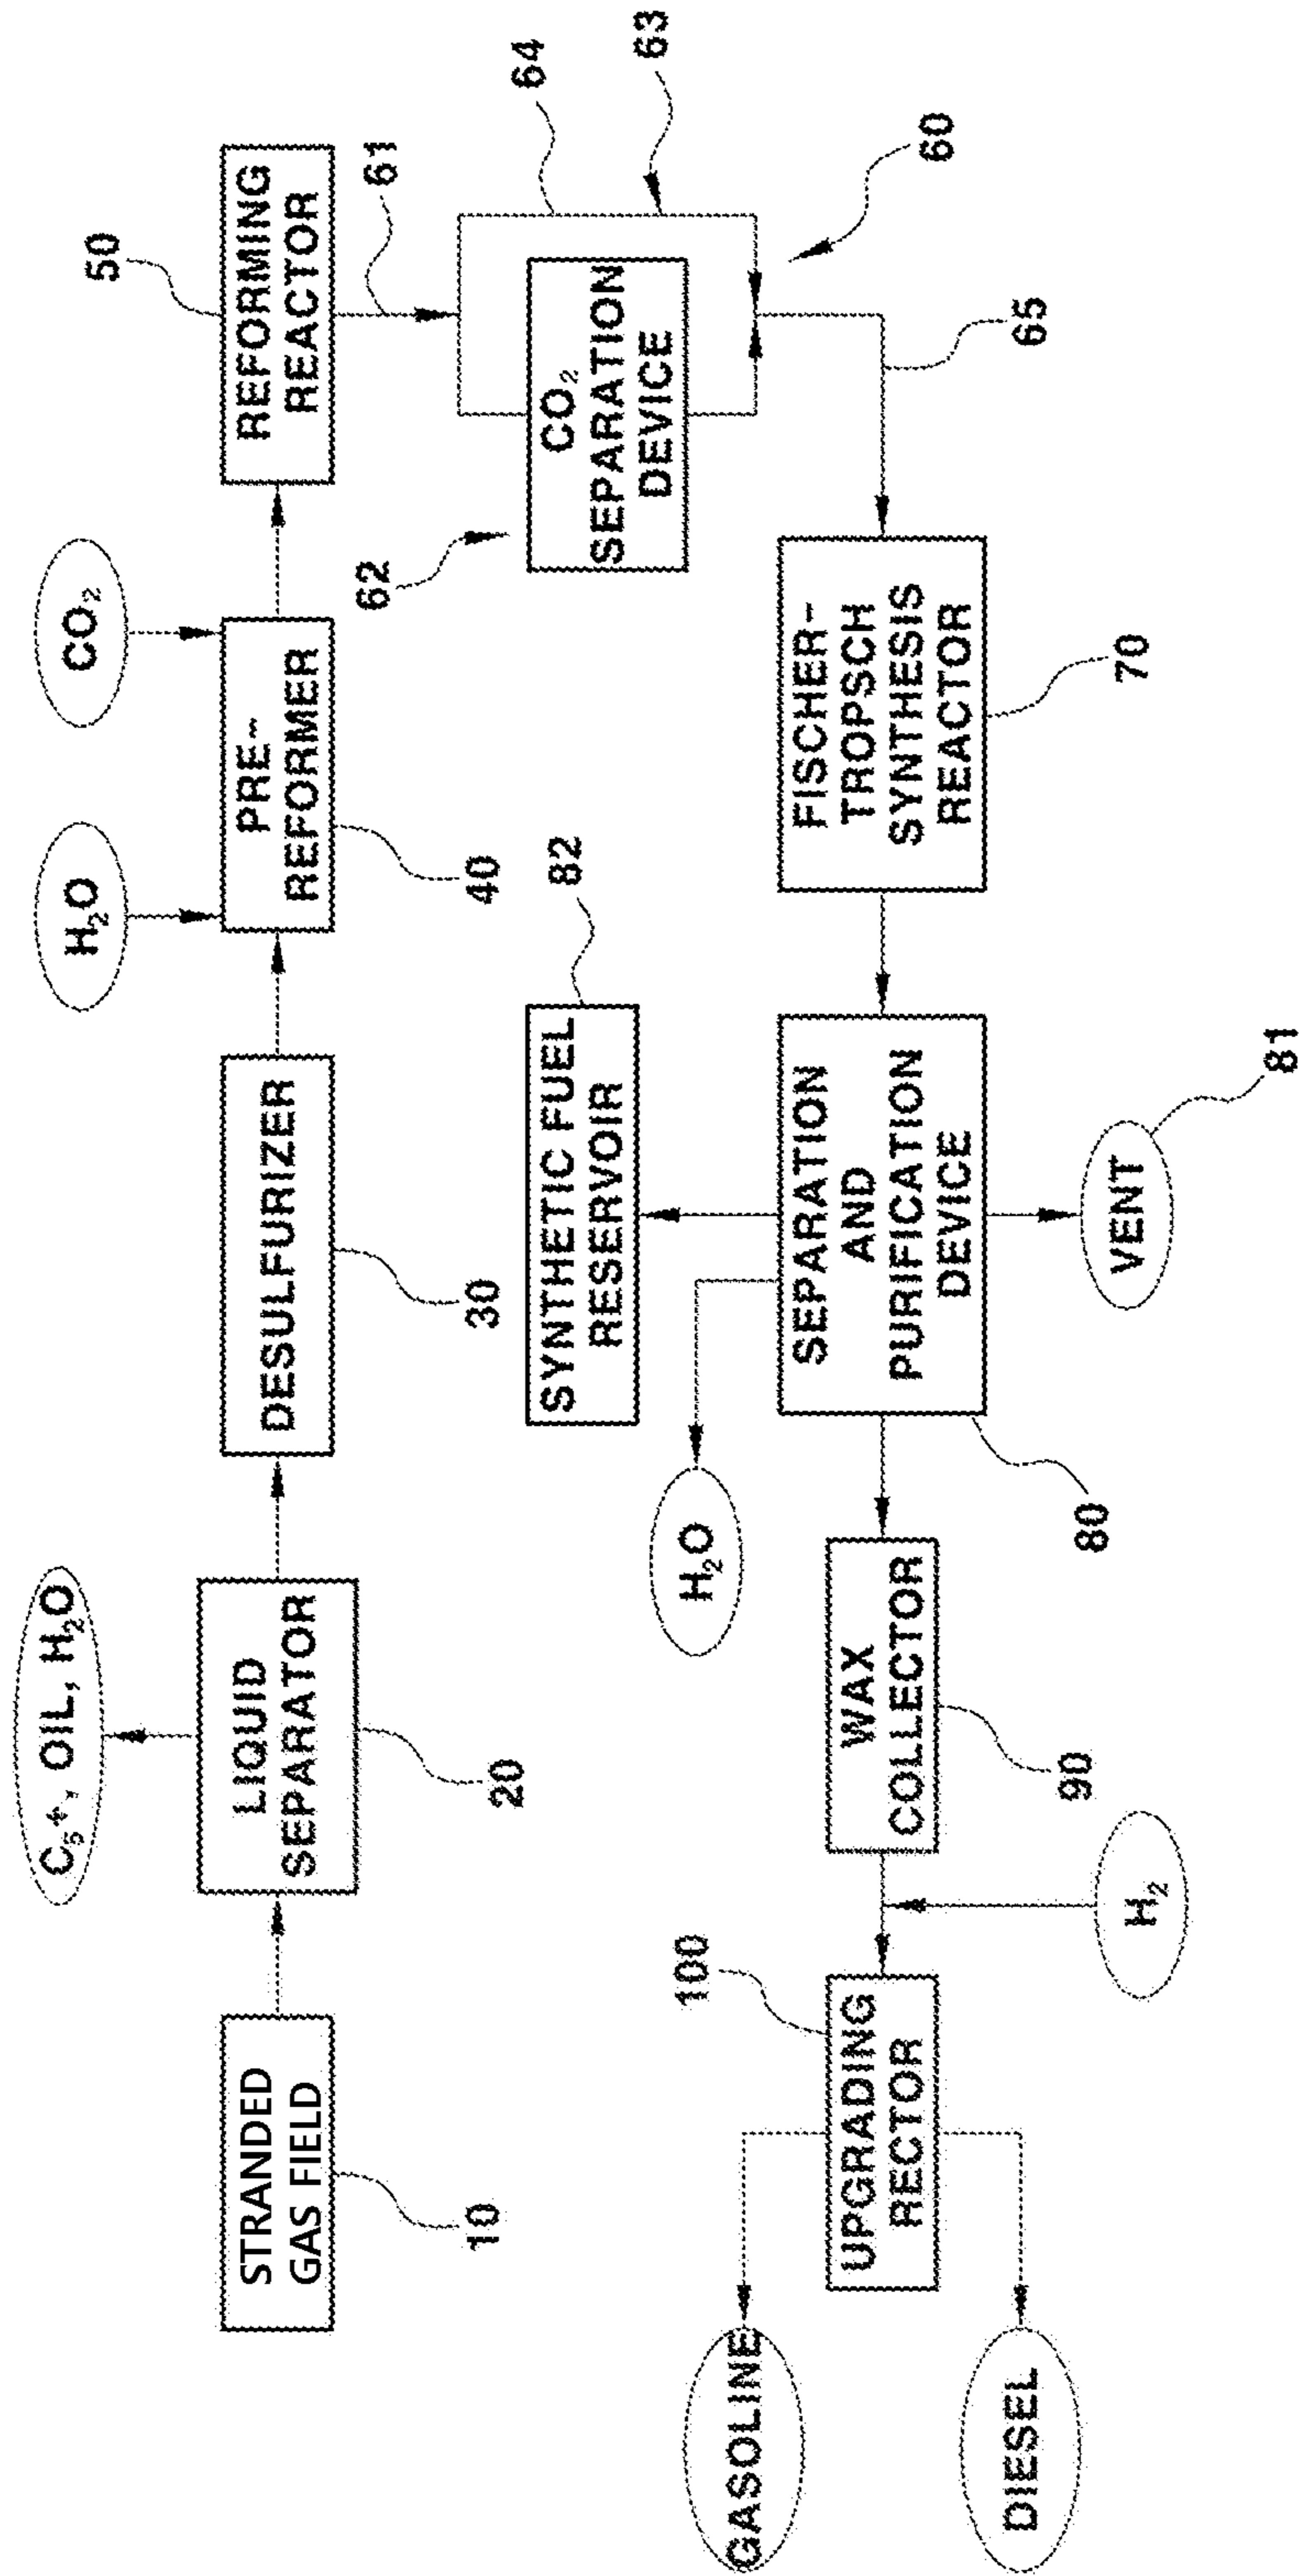 C₅+, OIL, H₂O
H₂O
CO₂
STRANDED
GAS FIELD
10
LIQUID
SEPARATOR
20
DESULFURIZER
30
PRE-
REFORMER
40
REFORMING
REACTOR
50
61
CO₂
SEPARATION
DEVICE
62
64
63
60
65
SYNTHETIC FUEL
RESERVOIR
82
H₂O
FISCHER-
TROPSCH
SYNTHESIS
REACTOR
70
SEPARATION
AND
PURIFICATION
DEVICE
80
VENT
81
WAX
COLLECTOR
90
H₂
UPGRADING
RECTOR
100
GASOLINE
DIESEL